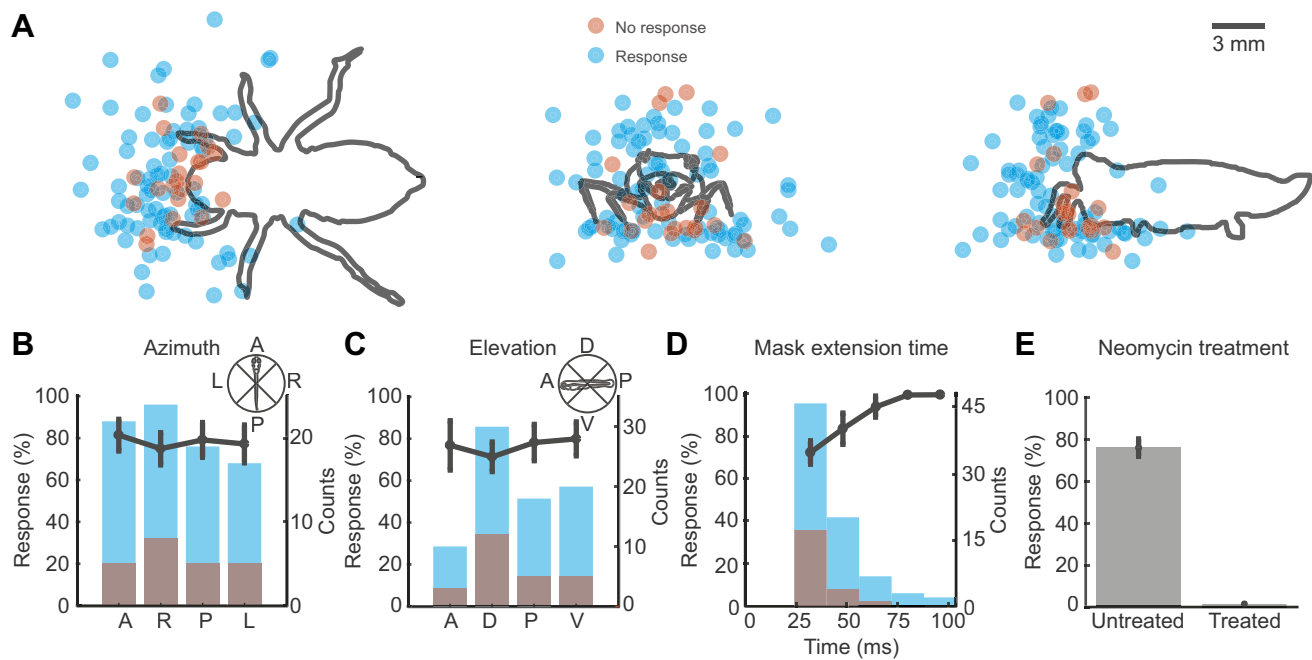 A
No response
Response
3 mm
B
Azimuth
A
L
R
P
100
80
60
40
20
0
Response (%)
20
10
0
Counts
A R P L
C
Elevation
D
A
P
V
100
80
60
40
20
0
Response (%)
30
20
10
0
Counts
A D P V
D
Mask extension time
100
80
60
40
20
0
Response (%)
45
30
15
0
Counts
0 25 50 75 100
Time (ms)
E
Neomycin treatment
100
80
60
40
20
0
Response (%)
Untreated Treated